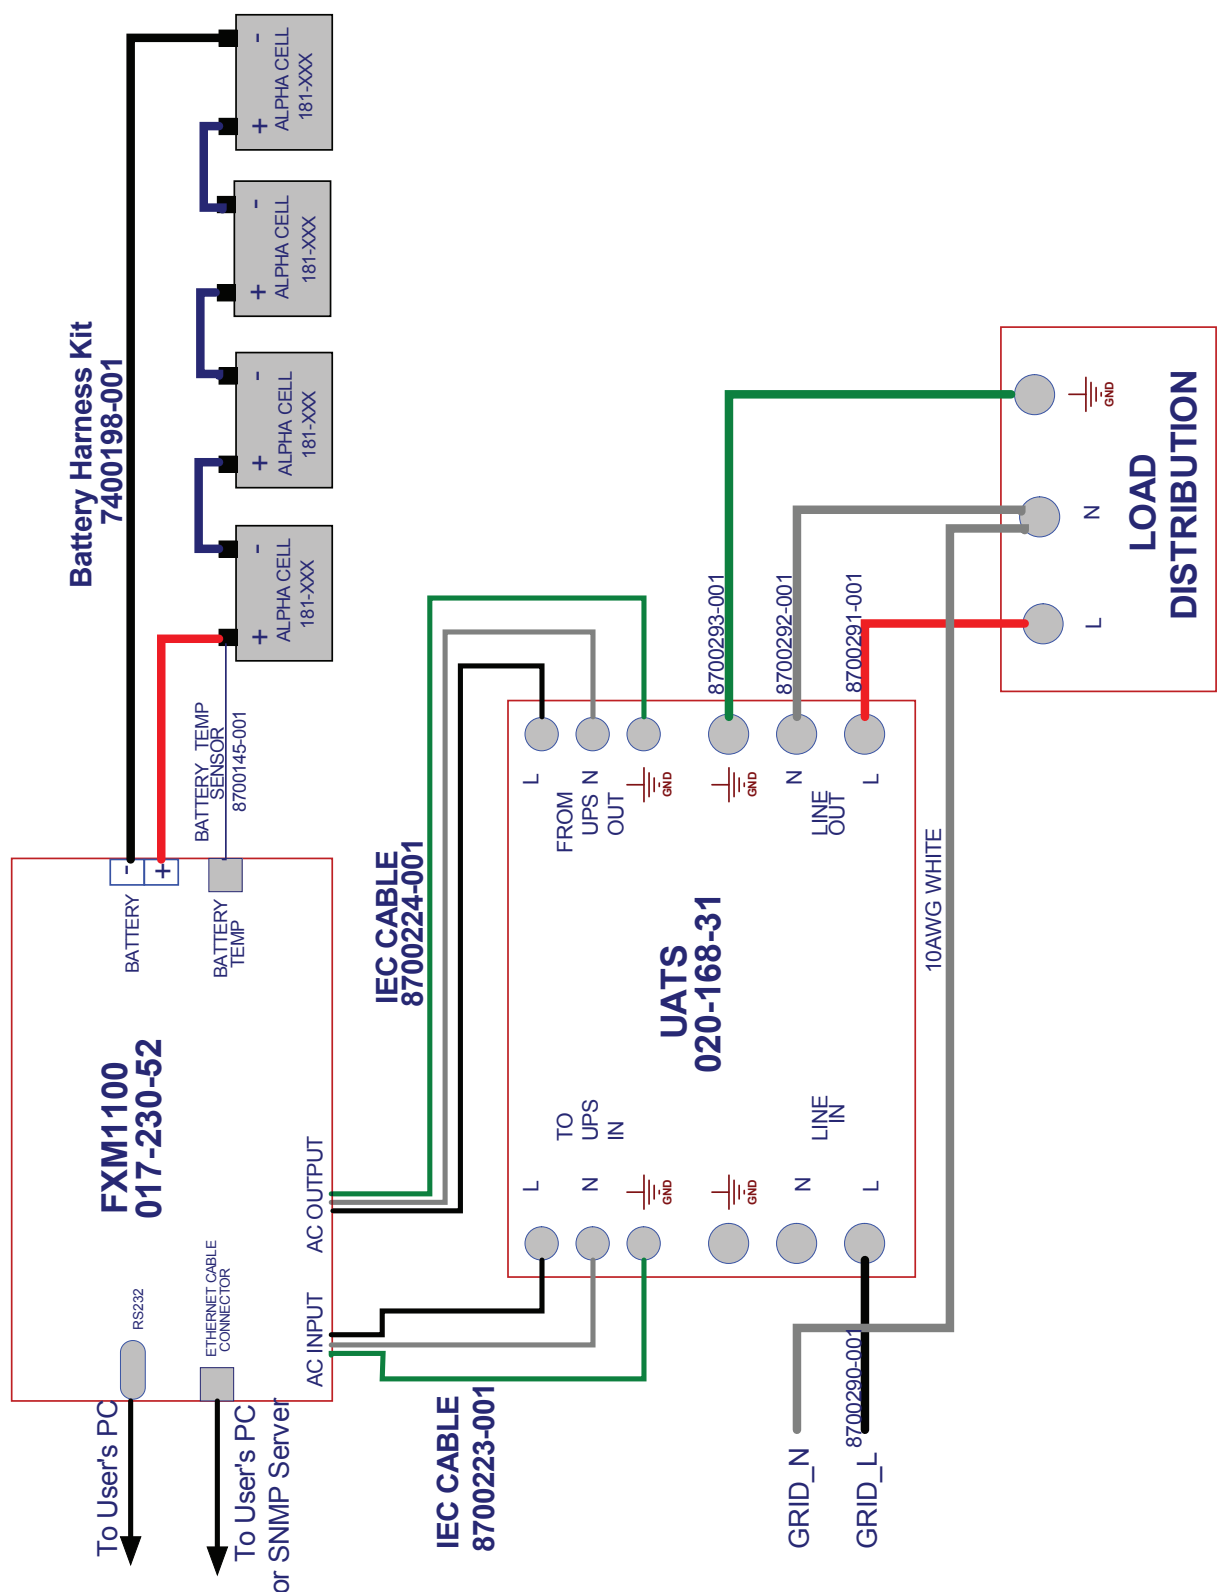 Battery Harness Kit
7400198-001
-
+
ALPHA CELL
181-XXX
-
+
ALPHA CELL
181-XXX
-
+
ALPHA CELL
181-XXX
-
+
ALPHA CELL
181-XXX
BATTERY TEMP
SENSOR
8700145-001
-
+
BATTERY
BATTERY
TEMP
FXM1100
017-230-52
RS232
ETHERNET CABLE
CONNECTOR
AC OUTPUT
AC INPUT
To User's PC
To User's PC
or SNMP Server
IEC CABLE
8700224-001
IEC CABLE
8700223-001
L
N
GND
FROM
UPS
OUT
GND
N
L
LINE
OUT
8700293-001
8700292-001
8700291-001
UATS
020-168-31
TO
UPS
IN
LINE
IN
L
N
GND
GND
N
L
10AWG WHITE
8700290-001
GRID_N
GRID_L
GND
N
L
LOAD
DISTRIBUTION